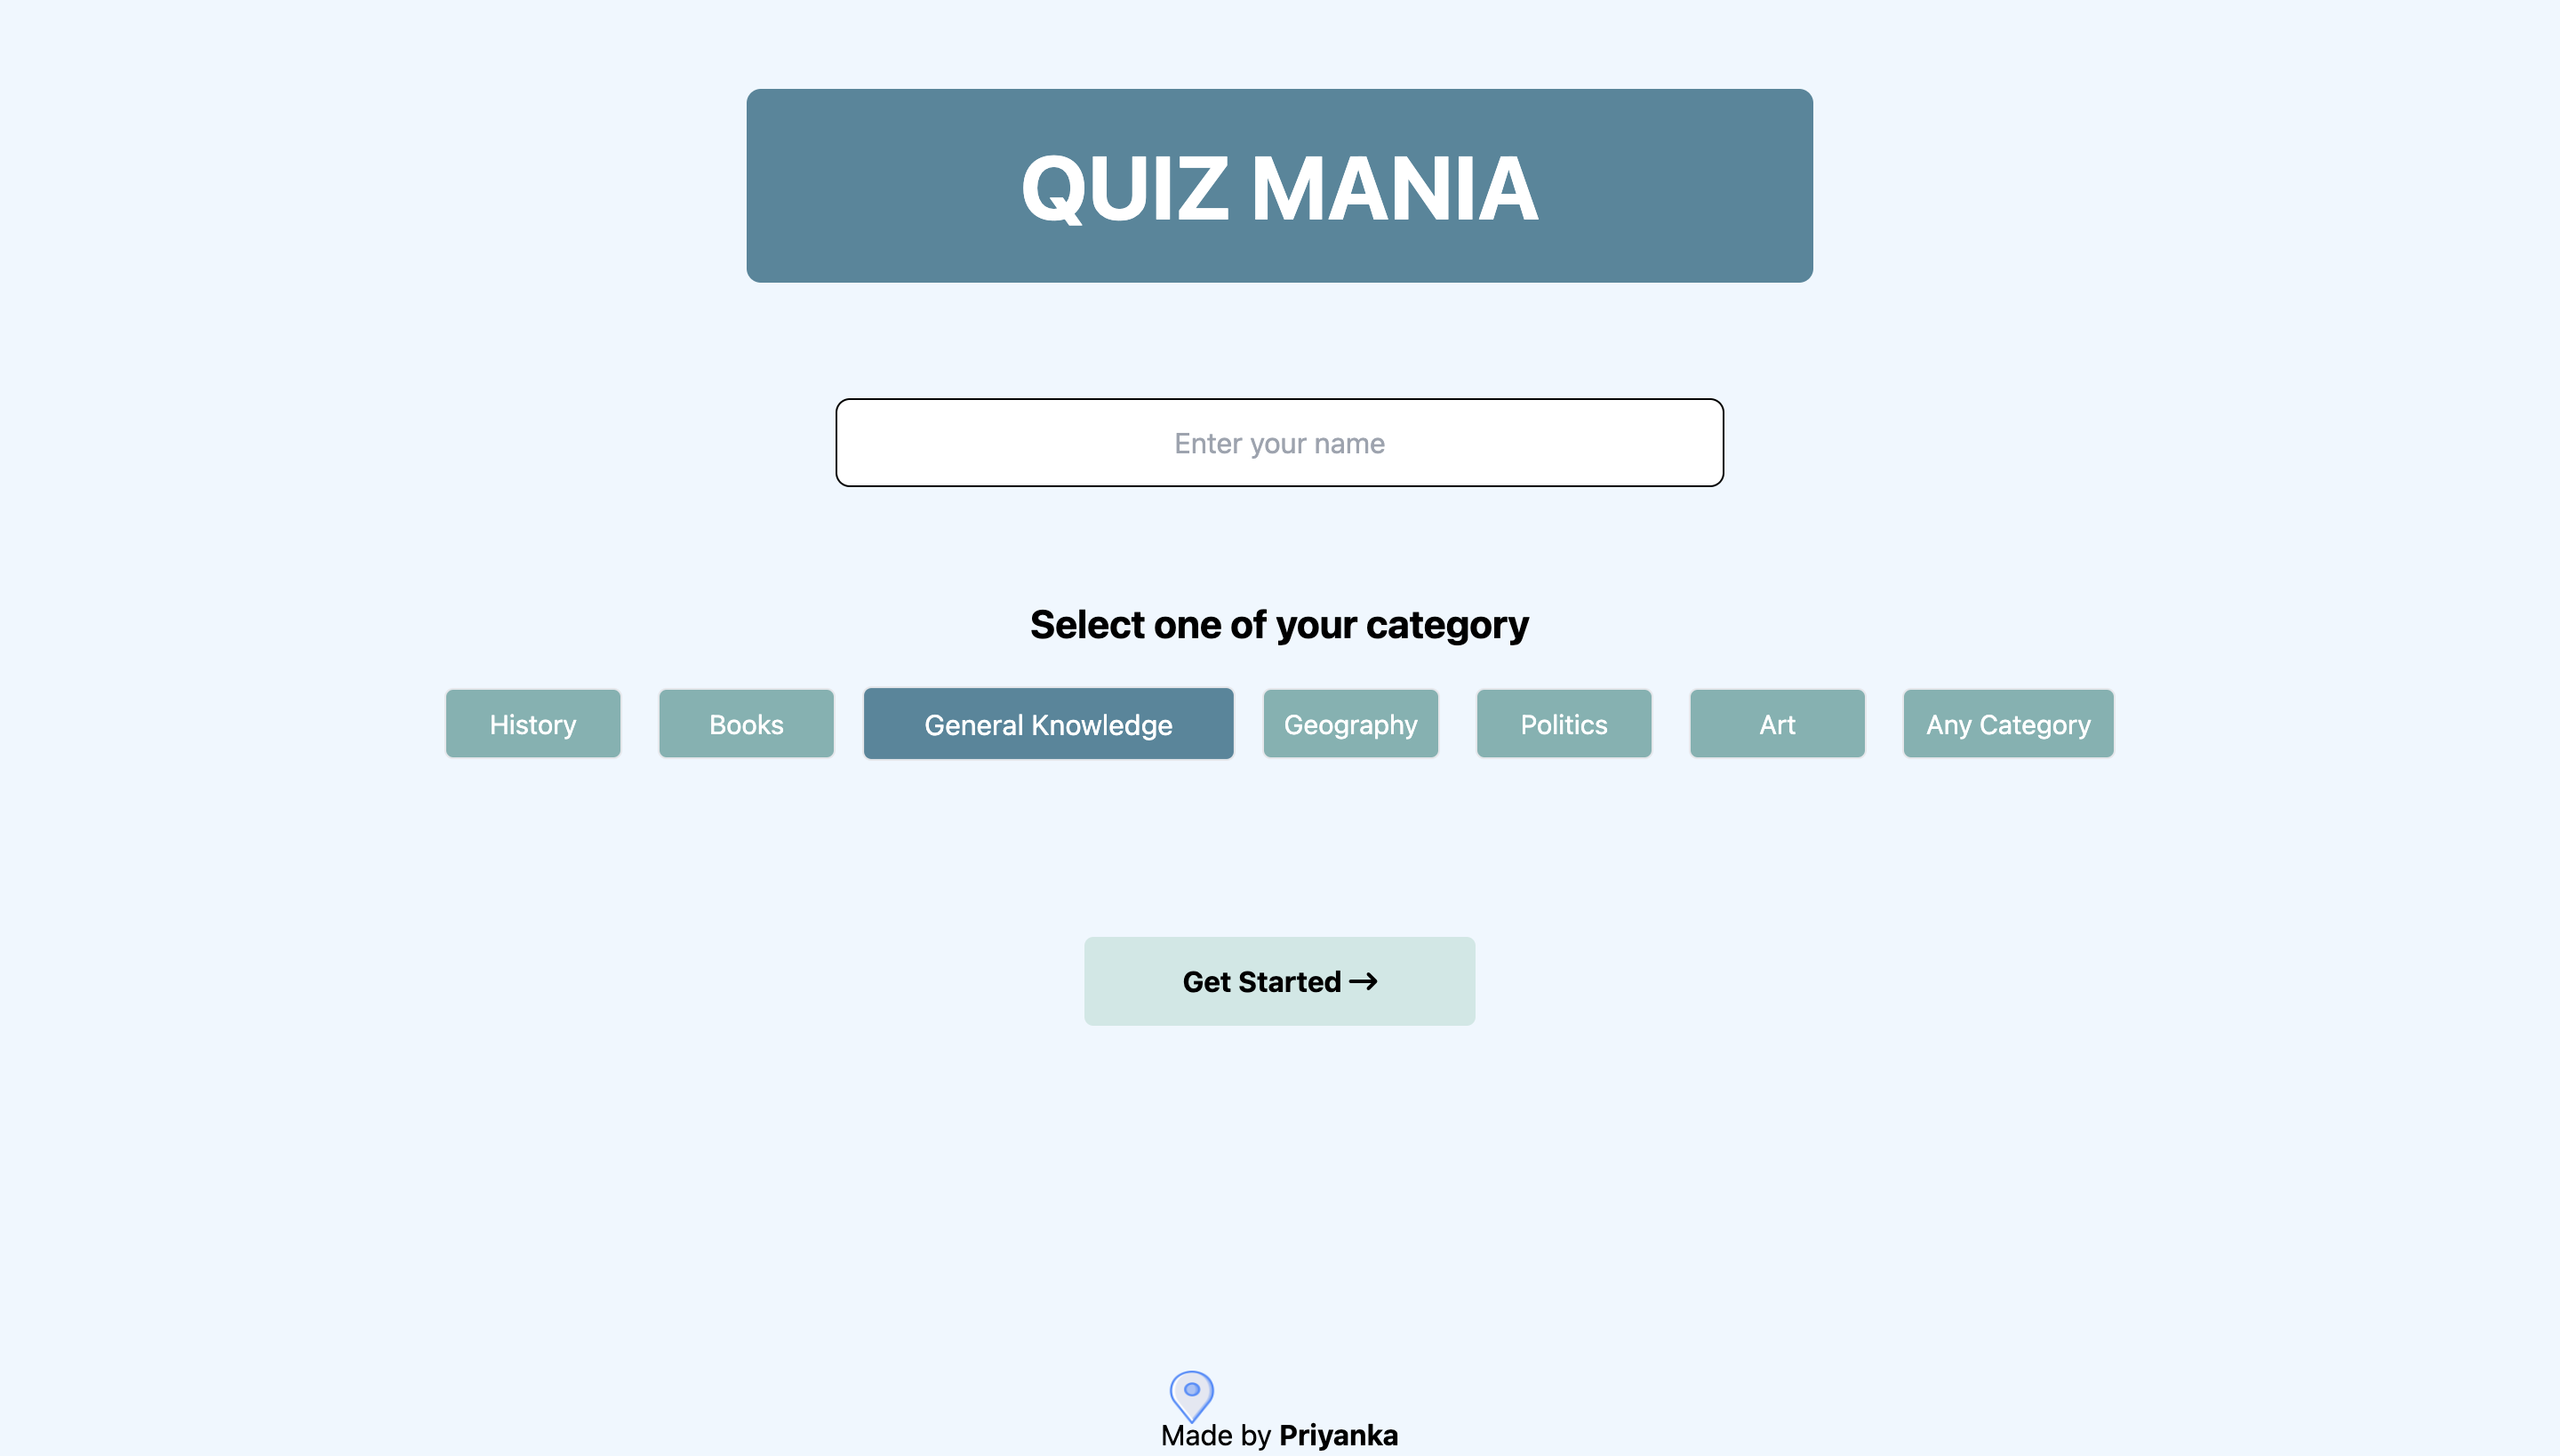 QUIZ MANIA
Enter your name
Select one of your category
History Books General Knowledge Geography Politics Art Any Category
Get Started →
Made by Priyanka